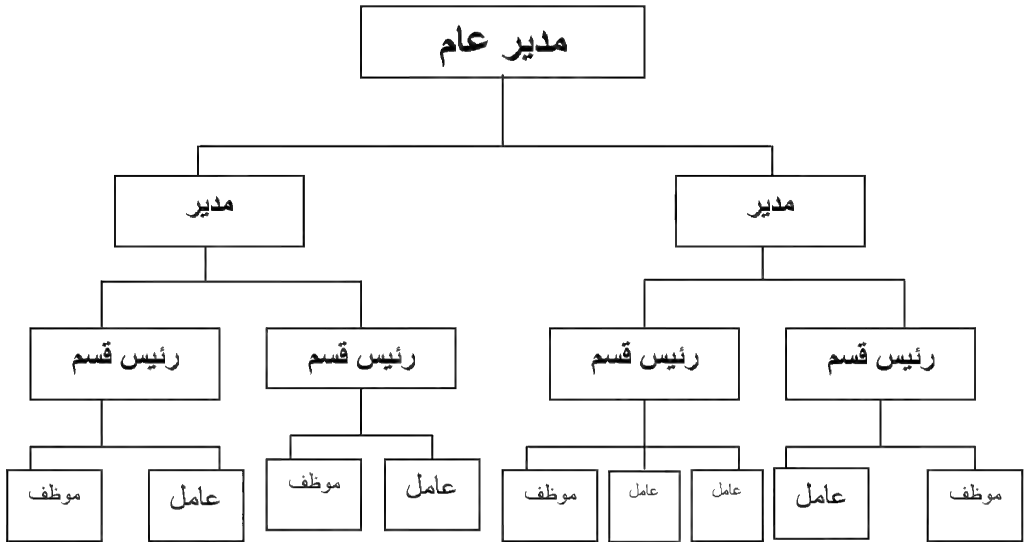 مدير عام
مدير
مدير
رئيس قسم
رئيس قسم
رئيس قسم
رئيس قسم
موظف
عامل
عامل
عامل
موظف
عامل
موظف
عامل
موظف